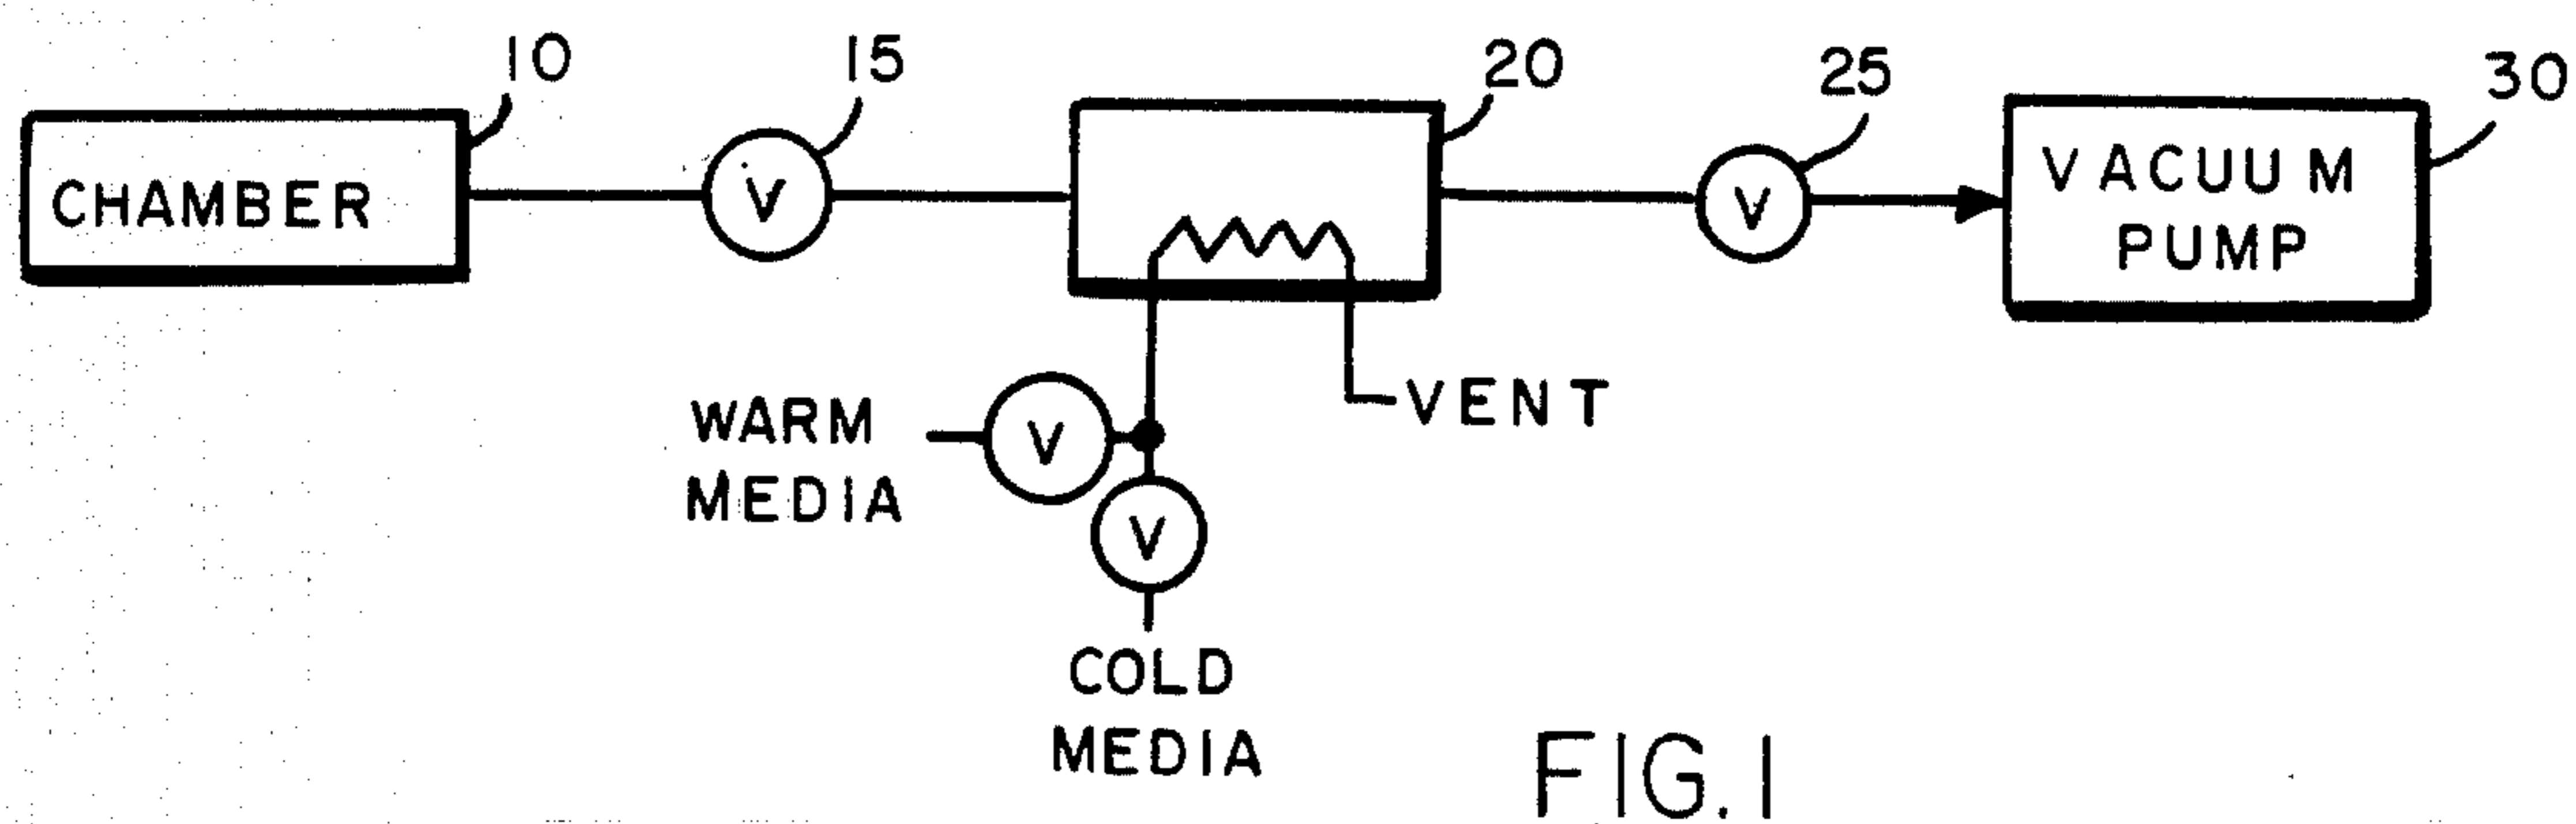 10
15
20
25
30
CHAMBER
V
V
VACUUM
PUMP
WARM
MEDIA
V
VENT
V
COLD
MEDIA
FIG. 1